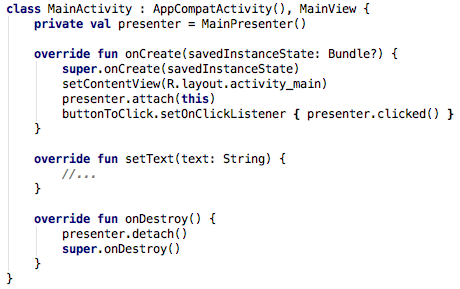 class MainActivity : AppCompatActivity(), MainView {
    private val presenter = MainPresenter()

    override fun onCreate(savedInstanceState: Bundle?) {
        super.onCreate(savedInstanceState)
        setContentView(R.layout.activity_main)
        presenter.attach(this)
        buttonToClick.setOnClickListener { presenter.clicked() }
    }

    override fun setText(text: String) {
        //...
    }

    override fun onDestroy() {
        presenter.detach()
        super.onDestroy()
    }
}